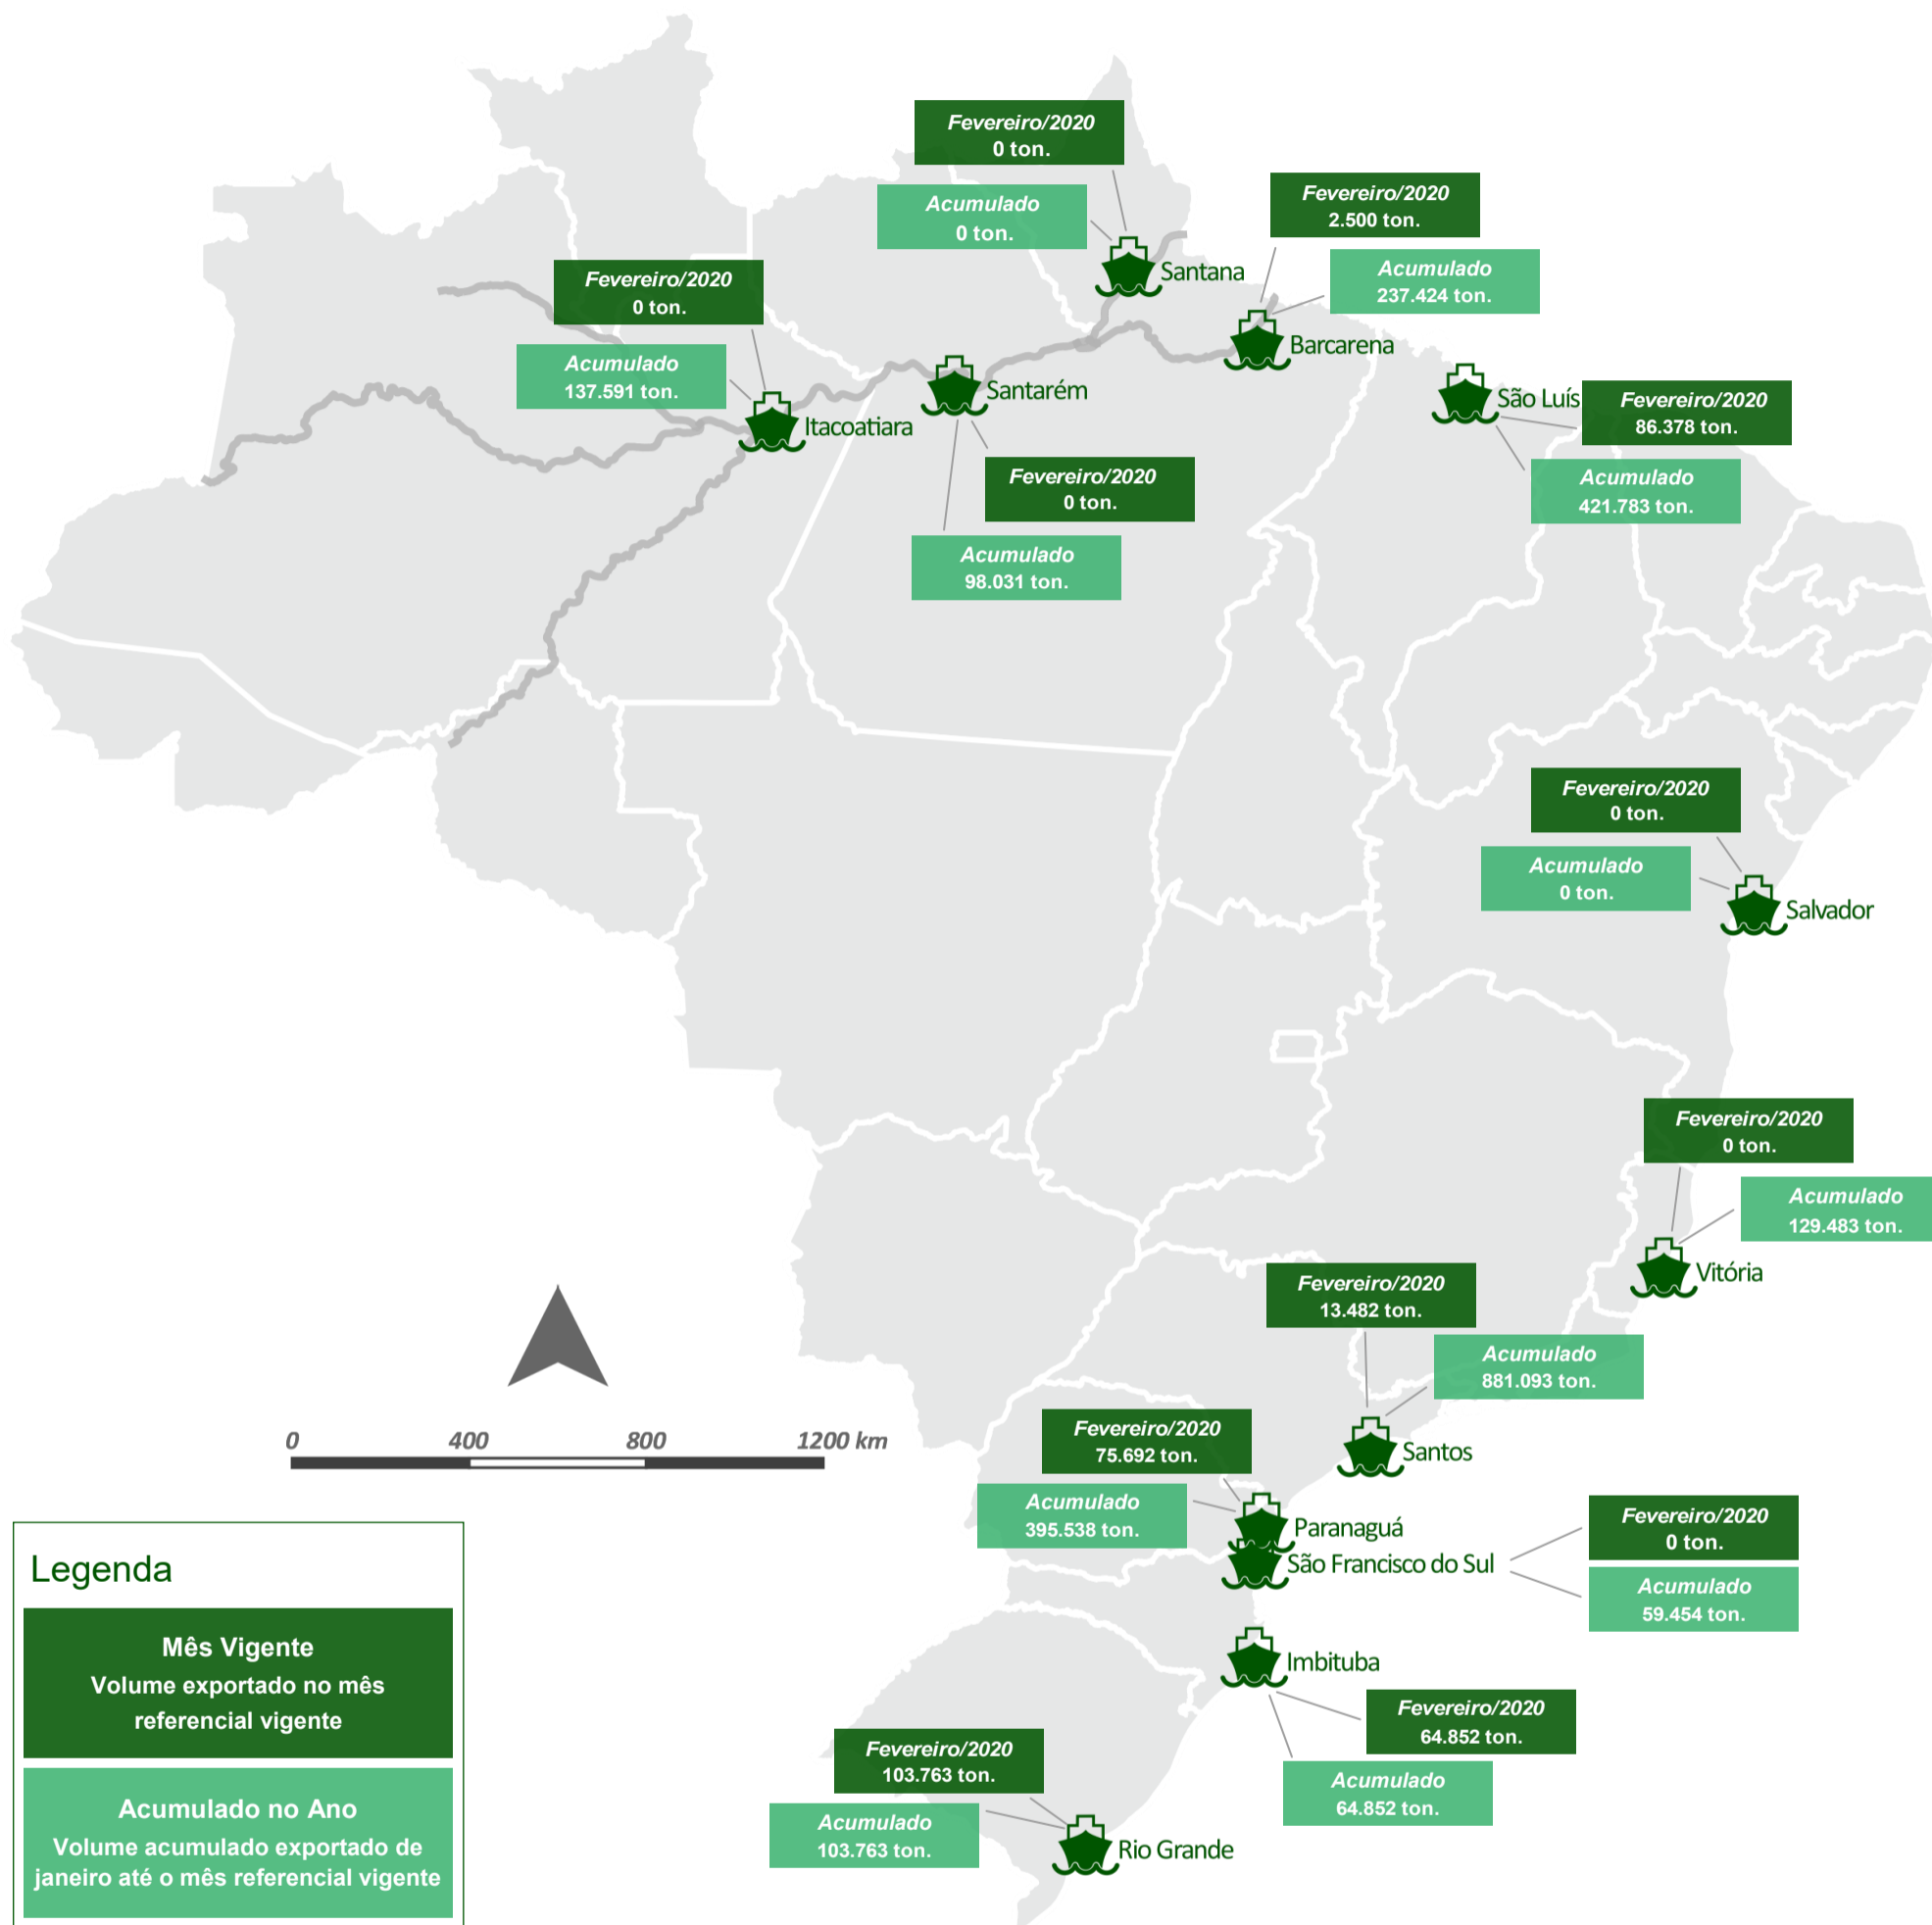 Fevereiro/2020
0 ton.
Acumulado
0 ton.
Santana
Fevereiro/2020
2.500 ton.
Acumulado
237.424 ton.
Barcarena
Fevereiro/2020
0 ton.
Acumulado
137.591 ton.
Itacoatiara
Santarém
Fevereiro/2020
0 ton.
Acumulado
98.031 ton.
São Luís
Fevereiro/2020
86.378 ton.
Acumulado
421.783 ton.
Fevereiro/2020
0 ton.
Acumulado
0 ton.
Salvador
Fevereiro/2020
0 ton.
Acumulado
129.483 ton.
Vitória
Fevereiro/2020
13.482 ton.
Acumulado
881.093 ton.
Santos
Fevereiro/2020
75.692 ton.
Acumulado
395.538 ton.
Paranaguá
São Francisco do Sul
Fevereiro/2020
0 ton.
Acumulado
59.454 ton.
Imbituba
Fevereiro/2020
64.852 ton.
Acumulado
64.852 ton.
Fevereiro/2020
103.763 ton.
Acumulado
103.763 ton.
Rio Grande
0 400 800 1200 km
Legenda
Mês Vigente
Volume exportado no mês
referencial vigente
Acumulado no Ano
Volume acumulado exportado de
janeiro até o mês referencial vigente